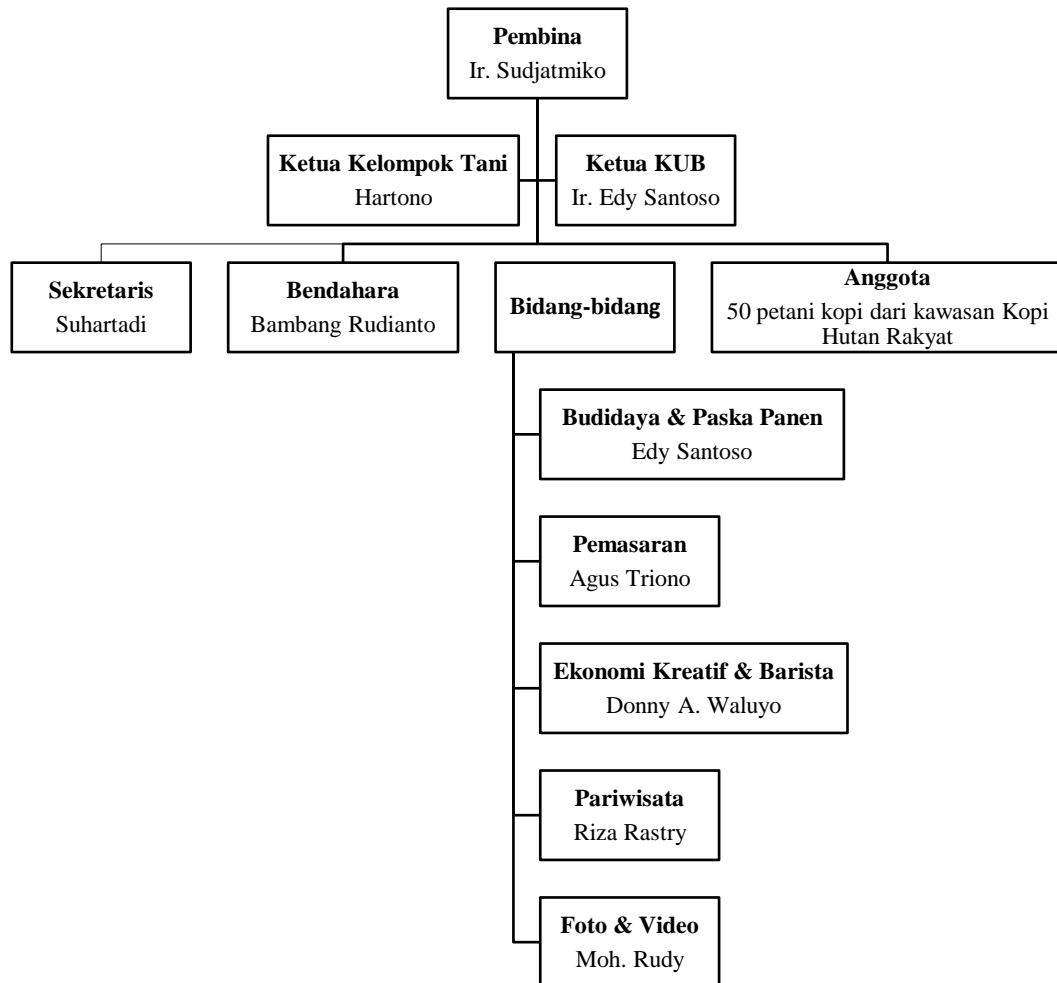 Pembina
Ir. Sudjatmiko
Ketua Kelompok Tani
Hartono
Ketua KUB
Ir. Edy Santoso
Sekretaris
Suhartadi
Bendahara
Bambang Rudianto
Bidang-bidang
Anggota
50 petani kopi dari kawasan Kopi
Hutan Rakyat
Budidaya & Paska Panen
Edy Santoso
Pemasaran
Agus Triono
Ekonomi Kreatif & Barista
Donny A. Waluyo
Pariwisata
Riza Rastry
Foto & Video
Moh. Rudy